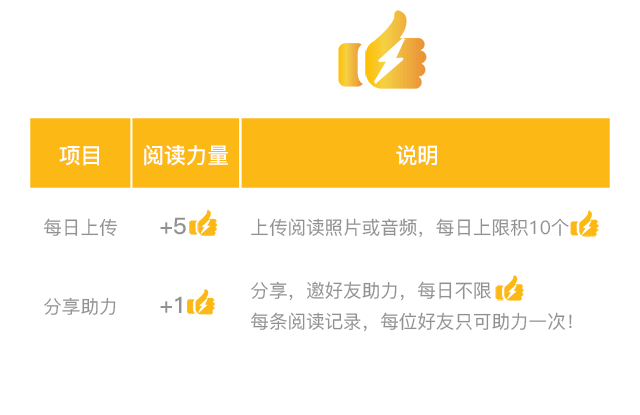 项目 阅读力量 说明
每日上传 +5 上传阅读照片或音频，每日上限积10个
分享助力 +1 分享，邀好友助力，每日不限
每条阅读记录，每位好友只可助力一次！